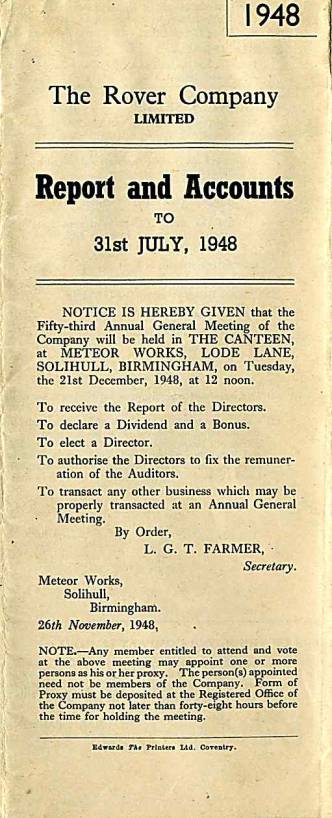 1948
The Rover Company
LIMITED
Report and Accounts
TO
31st JULY, 1948
NOTICE IS HEREBY GIVEN that the
Fifty-third Annual General Meeting of the
Company will be held in THE CANTEEN,
at METEOR WORKS, LODE LANE,
SOLIHULL, BIRMINGHAM, on Tuesday,
the 21st December, 1948, at 12 noon.
To receive the Report of the Directors.
To declare a Dividend and a Bonus.
To elect a Director.
To authorise the Directors to fix the remuner-
ation of the Auditors.
To transact any other business which may be
properly transacted at an Annual General
Meeting.
By Order,
L. G. T. FARMER,
Secretary.
Meteor Works,
Solihull,
Birmingham.
26th November, 1948,
NOTE.—Any member entitled to attend and vote
at the above meeting may appoint one or more
persons as his or her proxy. The person(s) appointed
need not be members of the Company. Form of
Proxy must be deposited at the Registered Office of
the Company not later than forty-eight hours before
the time for holding the meeting.
Edwards The Printers Ltd. Coventry.